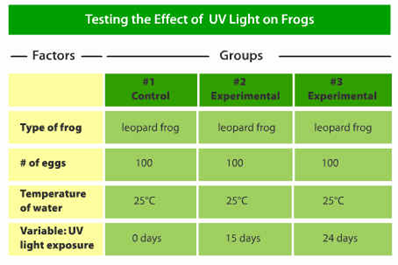 Testing the Effect of UV Light on Frogs
Factors Groups
#1 #2 #3
Control Experimental Experimental
Type of frog leopard frog leopard frog leopard frog
# of eggs 100 100 100
Temperature
of water 25°C 25°C 25°C
Variable: UV
light exposure 0 days 15 days 24 days